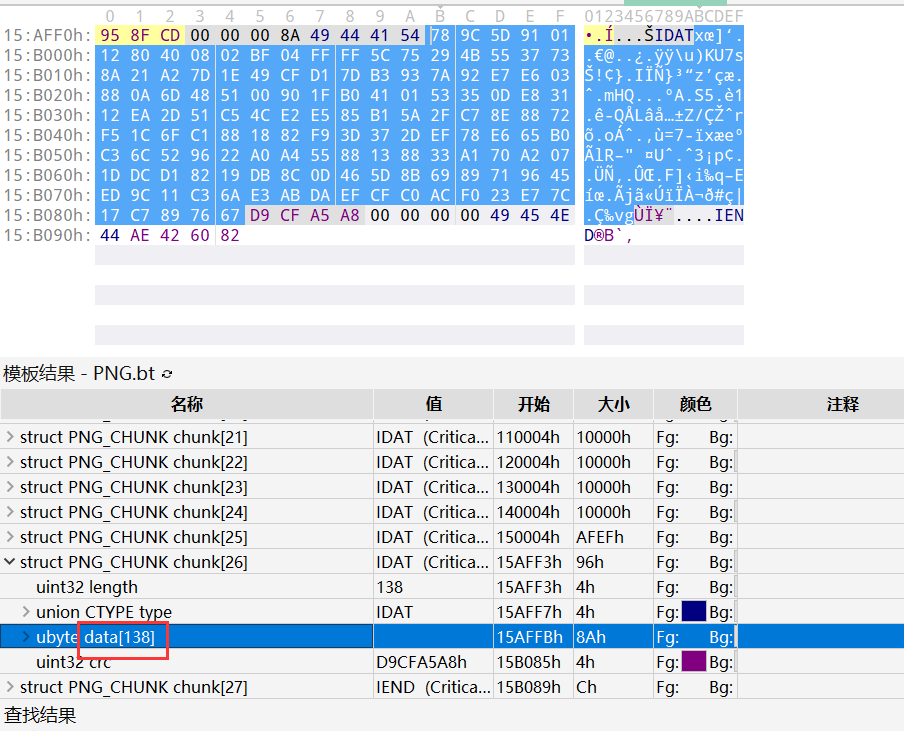 0 1 2 3 4 5 6 7 8 9 A B C D E F 0123456789ABCDEF
15:AFF0h: 95 8F CD 00 00 00 8A 49 44 41 54 78 9C 5D 91 01 •.Í...ŠIDATxœ]‘.
15:B000h: 12 80 40 08 02 BF 04 FF FF 5C 75 29 4B 55 37 73 .€@..¿.ÿÿ\u)KU7s
15:B010h: 8A 21 A2 7D 1E 49 CF D1 7D B3 93 7A 92 E7 E6 03 Š!¢}.IÏÑ}³“z’çæ.
15:B020h: 88 0A 6D 48 51 00 90 1F B0 41 01 53 35 0D E8 31 ˆ.mHQ...°A.S5.è1
15:B030h: 12 EA 2D 51 C5 4C E2 E5 85 B1 5A 2F C7 8E 88 72 .ê-QÅLâå…±Z/ÇŽˆr
15:B040h: F5 1C 6F C1 88 18 82 F9 3D 37 2D EF 78 E6 65 B0 õ.oÁˆ.‚ù=7-ïxæe°
15:B050h: C3 6C 52 96 22 A0 A4 55 88 13 88 33 A1 70 A2 07 ÃlR–" ¤Uˆ.ˆ3¡p¢.
15:B060h: 1D DC D1 82 19 DB 8C 0D 46 5D 8B 69 89 71 96 45 .ÜÑ‚.ÛŒ.F]‹i‰q–E
15:B070h: ED 9C 11 C3 6A E3 AB DA EF CF C0 AC F0 23 E7 7C íœ.Ãjã«ÚïÏÀ¬ð#ç|
15:B080h: 17 C7 89 76 67 D9 CF A5 A8 00 00 00 00 49 45 4E .Ç‰vgÙÏ¥¨....IEN
15:B090h: 44 AE 42 60 82 D®B`‚
模板结果 - PNG.bt
名称 值 开始 大小 颜色 注释
struct PNG_CHUNK chunk[21] IDAT (Critica... 110004h 10000h Fg: Bg:
struct PNG_CHUNK chunk[22] IDAT (Critica... 120004h 10000h Fg: Bg:
struct PNG_CHUNK chunk[23] IDAT (Critica... 130004h 10000h Fg: Bg:
struct PNG_CHUNK chunk[24] IDAT (Critica... 140004h 10000h Fg: Bg:
struct PNG_CHUNK chunk[25] IDAT (Critica... 150004h AFEFh Fg: Bg:
struct PNG_CHUNK chunk[26] IDAT (Critica... 15AFF3h 96h Fg: Bg:
uint32 length 138 15AFF3h 4h Fg: Bg:
union CTYPE type IDAT 15AFF7h 4h Fg: Bg:
ubyte data[138] 15AFFBh 8Ah Fg: Bg:
uint32 crc D9CFA5A8h 15B085h 4h Fg: Bg:
struct PNG_CHUNK chunk[27] IEND (Critica... 15B089h Ch Fg: Bg:
查找结果